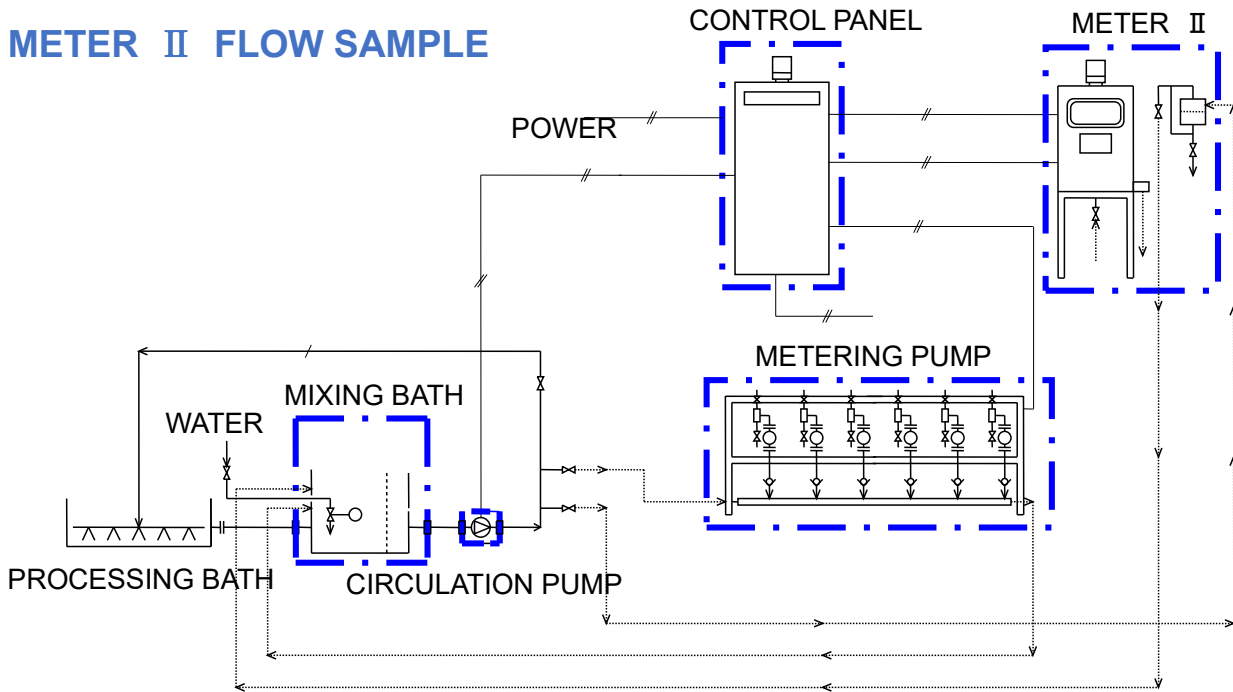 METER Ⅱ FLOW SAMPLE
CONTROL PANEL
METER Ⅱ
POWER
METERING PUMP
MIXING BATH
WATER
PROCESSING BATH
CIRCULATION PUMP